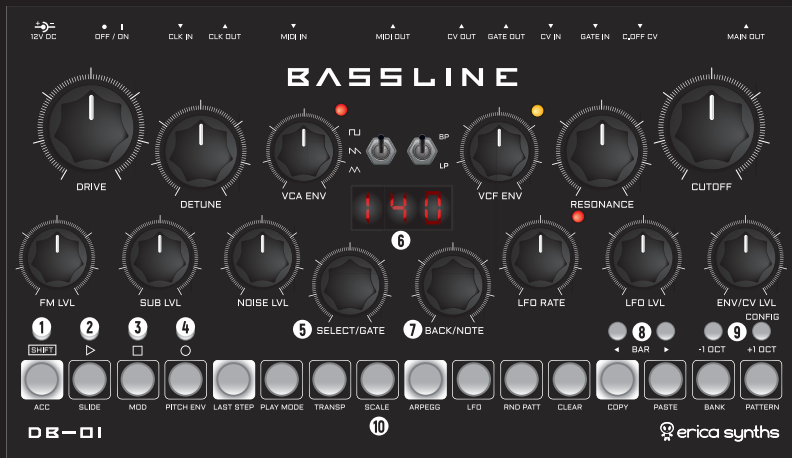 12V DC OFF / ON CLK IN CLK OUT MIDI IN MIDI OUT CV OUT GATE OUT CV IN GATE IN C.OFF CV MAIN OUT
BASSLINE
BP
LP
DRIVE DETUNE VCA ENV VCF ENV RESONANCE CUTOFF
140
6
FM LVL SUB LVL NOISE LVL LFO RATE LFO LVL ENV/CV LVL
5 SELECT/GATE 7 BACK/NOTE
CONFIG
1 2 3 4 8 9
SHIFT BAR -1 OCT +1 OCT
ACC SLIDE MOD PITCH ENV LAST STEP PLAY MODE TRANSP SCALE ARPEGG LFO RND PATT CLEAR COPY PASTE BANK PATTERN
10
DB-01 erica synths